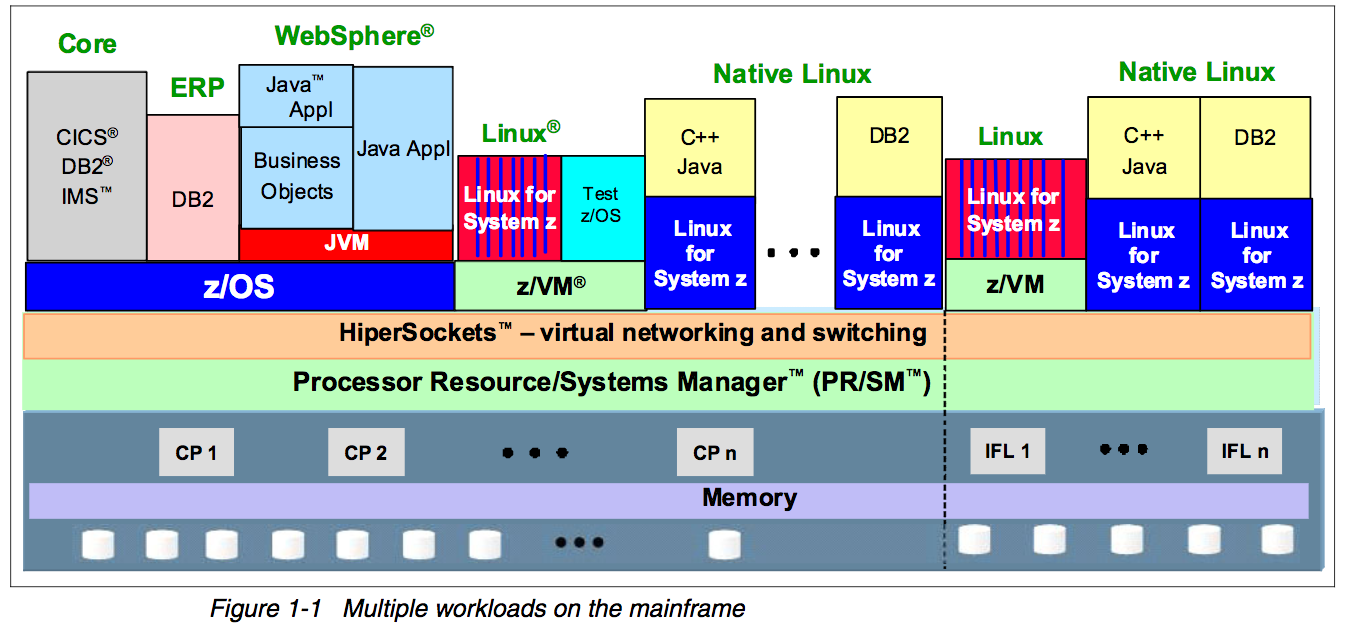 Core
ERP
WebSphere®
Native Linux
Native Linux
CICS®
DB2®
IMS™
DB2
Java™
Appl
Business
Objects
Java Appl
JVM
Linux®
Linux for
System z
Test
z/OS
C++
Java
Linux
for
System z
DB2
Linux
for
System z
Linux
Linux for
System z
C++
Java
Linux
for
System z
DB2
Linux
for
System z
z/OS
z/VM®
z/VM
HiperSockets™ – virtual networking and switching
Processor Resource/Systems Manager™ (PR/SM™)
CP 1
CP 2
CP n
IFL 1
IFL n
Memory
Figure 1-1 Multiple workloads on the mainframe